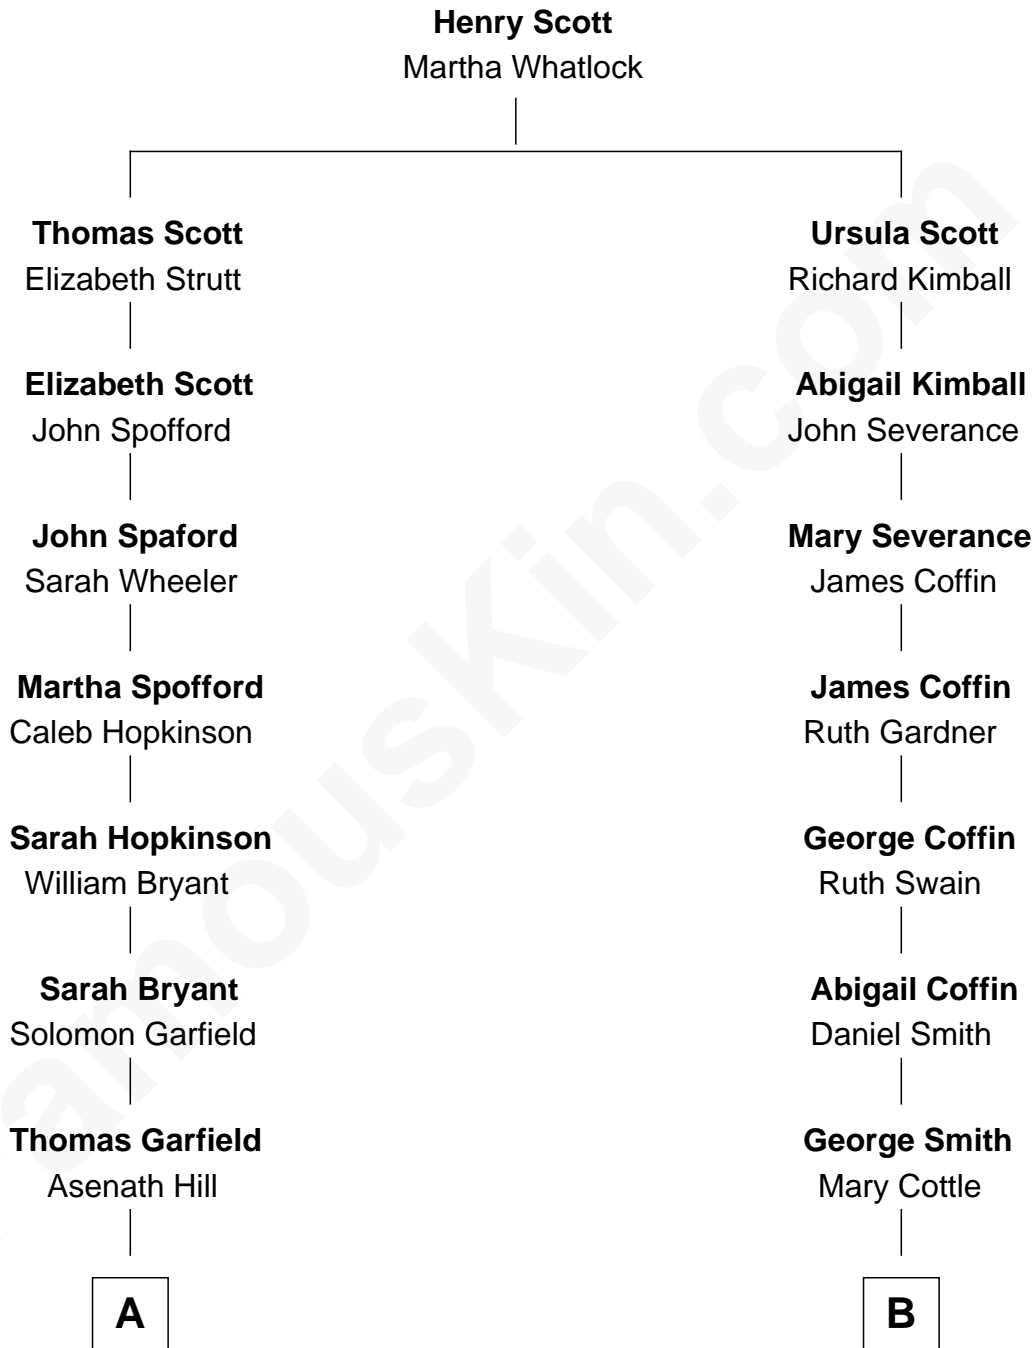 Henry Scott
Martha Whatlock
Thomas Scott
Elizabeth Strutt
Ursula Scott
Richard Kimball
Elizabeth Scott
John Spofford
Abigail Kimball
John Severance
John Spaford
Sarah Wheeler
Mary Severance
James Coffin
Martha Spofford
Caleb Hopkinson
James Coffin
Ruth Gardner
Sarah Hopkinson
William Bryant
George Coffin
Ruth Swain
Sarah Bryant
Solomon Garfield
Abigail Coffin
Daniel Smith
Thomas Garfield
Asenath Hill
George Smith
Mary Cottle
A
B
amouskin.com